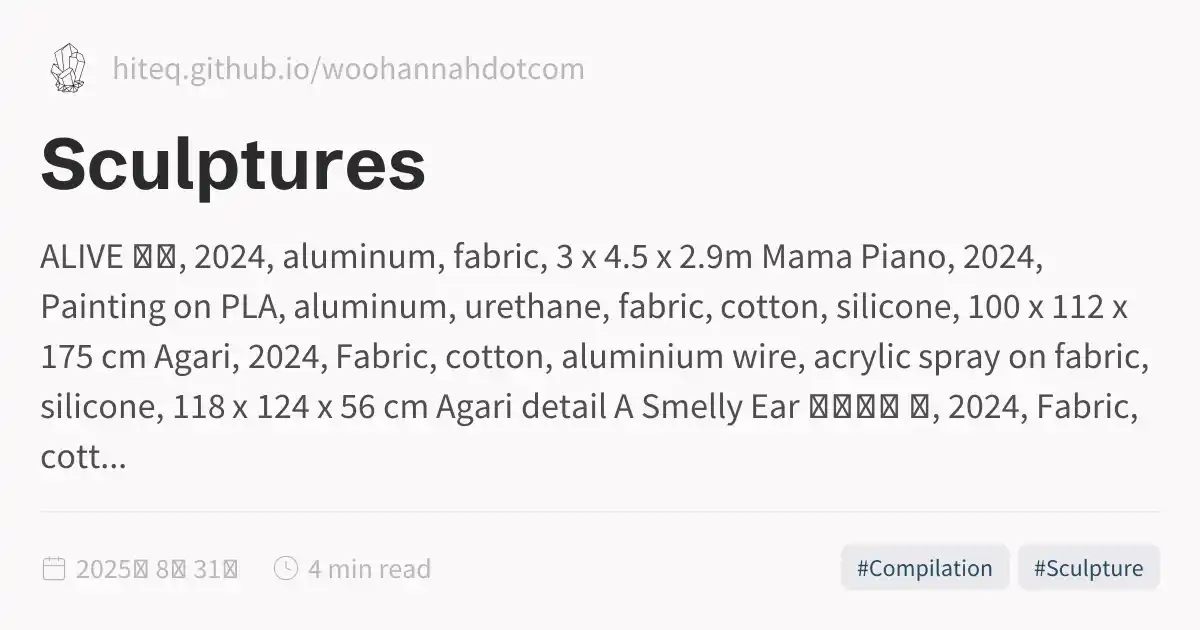 hiteq.github.io/woohannahdotcom
Sculptures
ALIVE, 2024, aluminum, fabric, 3 x 4.5 x 2.9m Mama Piano, 2024,
Painting on PLA, aluminum, urethane, fabric, cotton, silicone, 100 x 112 x
175 cm Agari, 2024, Fabric, cotton, aluminium wire, acrylic spray on fabric,
silicone, 118 x 124 x 56 cm Agari detail A Smelly Ear, 2024, Fabric,
cott...
2025 8 31
4 min read
#Compilation
#Sculpture